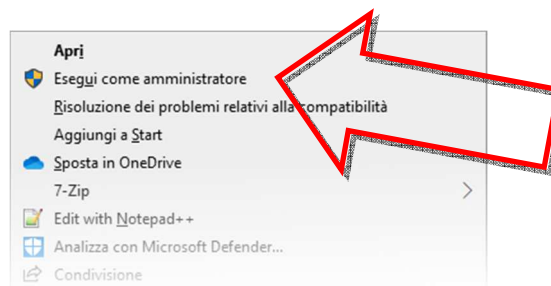 Apri
Esegui come amministratore
Risoluzione dei problemi relativi alla compatibilità
Aggiungi a Start
Sposta in OneDrive
7-Zip
Edit with Notepad++
Analizza con Microsoft Defender...
Condivisione